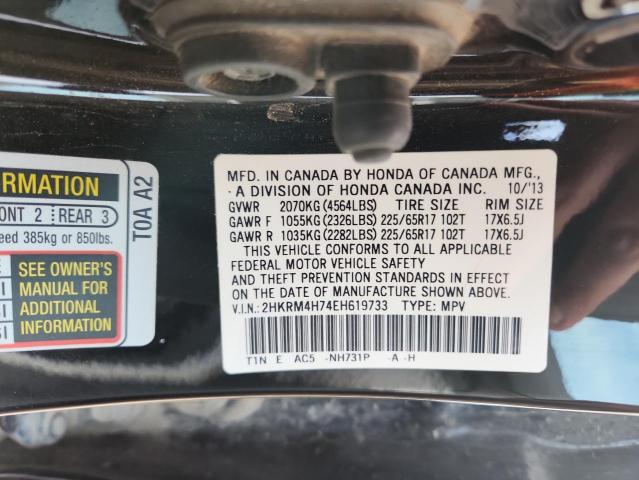 RMATION
ONT 2 REAR 3
eed 385kg or 850lbs.
SEE OWNER'S
MANUAL FOR
ADDITIONAL
INFORMATION
T0A A2
MFD. IN CANADA BY HONDA OF CANADA MFG.,
A DIVISION OF HONDA CANADA INC. 10/'13
GVWR 2070KG (4564LBS) TIRE SIZE RIM SIZE
GAWR F 1055KG (2326LBS) 225/65R17 102T 17X6.5J
GAWR R 1035KG (2282LBS) 225/65R17 102T 17X6.5J
THIS VEHICLE CONFORMS TO ALL APPLICABLE
FEDERAL MOTOR VEHICLE SAFETY
AND THEFT PREVENTION STANDARDS IN EFFECT
ON THE DATE OF MANUFACTURE SHOWN ABOVE.
V.I.N.: 2HKRM4H74EH619733 TYPE: MPV
T1N E AC5 -NH731P -A -H